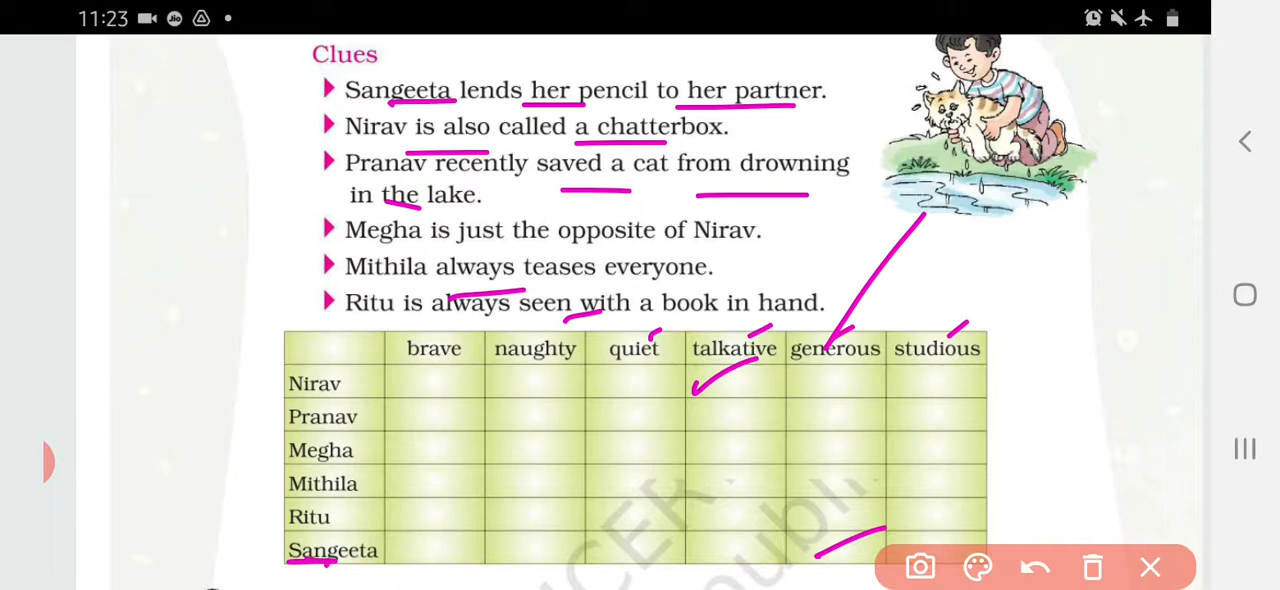 11:23
Jio
Clues
Sangeeta lends her pencil to her partner.
Nirav is also called a chatterbox.
Pranav recently saved a cat from drowning
in the lake.
Megha is just the opposite of Nirav.
Mithila always teases everyone.
Ritu is always seen with a book in hand.
brave naughty quiet talkative generous studious
Nirav
Pranav
Megha
Mithila
Ritu
Sangeeta